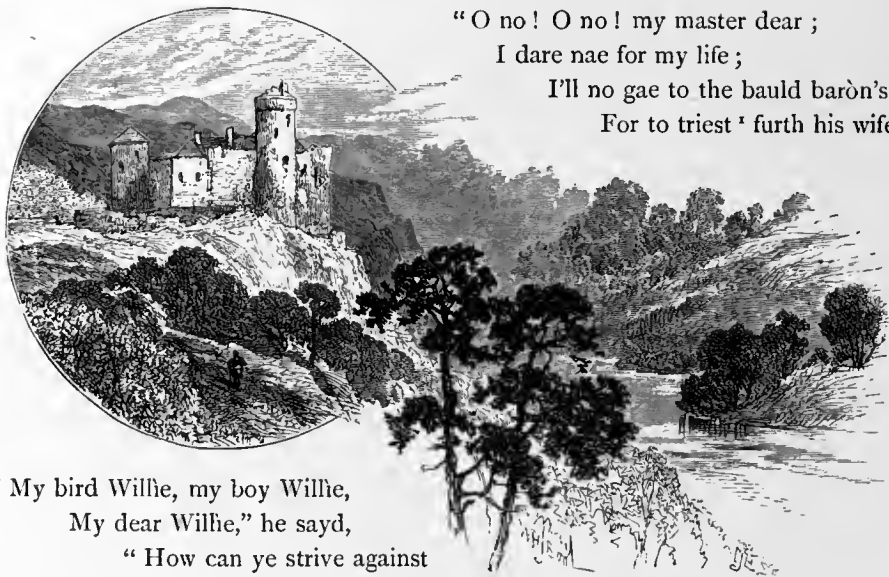 “ O no ! O no ! my master dear ;
I dare nae for my life ;
I'll no gae to the bauld baròn's
For to triest ¹ furth his wife
My bird Willie, my boy Willie,
My dear Willie,” he sayd,
“ How can ye strive against